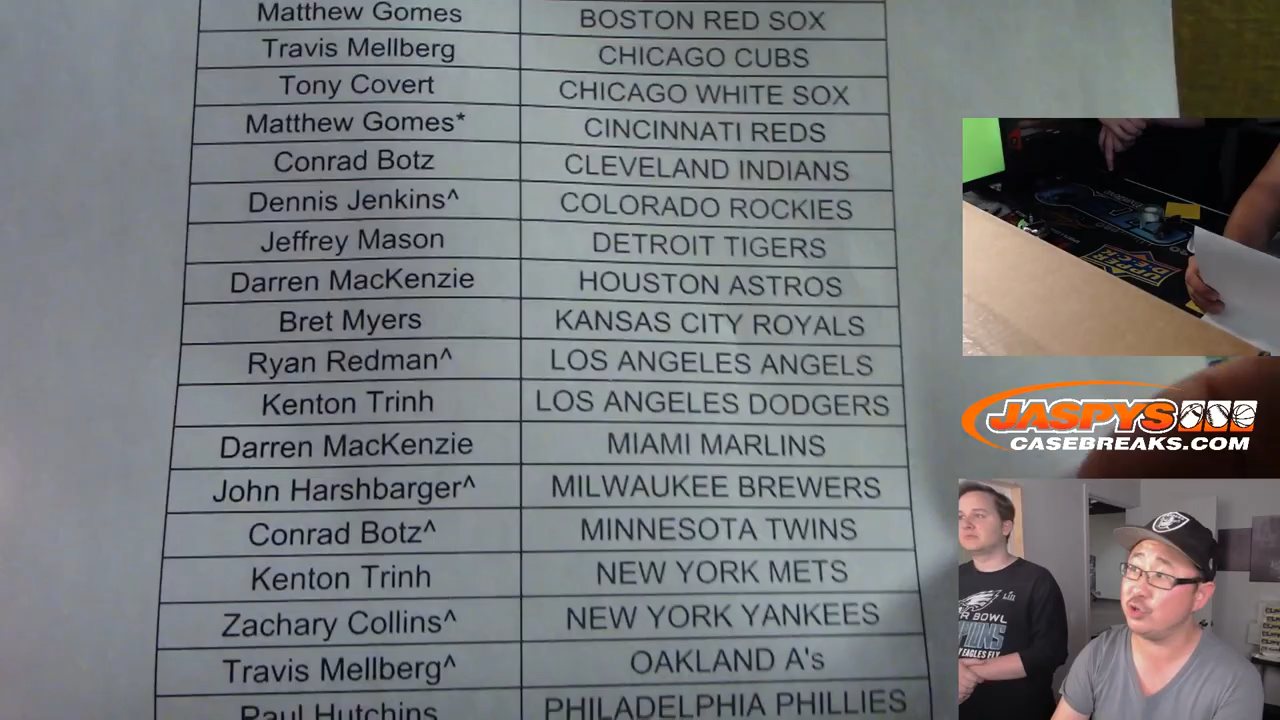 Matthew Gomes BOSTON RED SOX
Travis Mellberg CHICAGO CUBS
Tony Covert CHICAGO WHITE SOX
Matthew Gomes* CINCINNATI REDS
Conrad Botz CLEVELAND INDIANS
Dennis Jenkins^ COLORADO ROCKIES
Jeffrey Mason DETROIT TIGERS
Darren MacKenzie HOUSTON ASTROS
Bret Myers KANSAS CITY ROYALS
Ryan Redman^ LOS ANGELES ANGELS
Kenton Trinh LOS ANGELES DODGERS
Darren MacKenzie MIAMI MARLINS
John Harshbarger^ MILWAUKEE BREWERS
Conrad Botz^ MINNESOTA TWINS
Kenton Trinh NEW YORK METS
Zachary Collins^ NEW YORK YANKEES
Travis Mellberg^ OAKLAND A's
Paul Hutchins PHILADELPHIA PHILLIES
UPPER
DECK
JASPYS
CASEBREAKS.COM
LII
BOWL